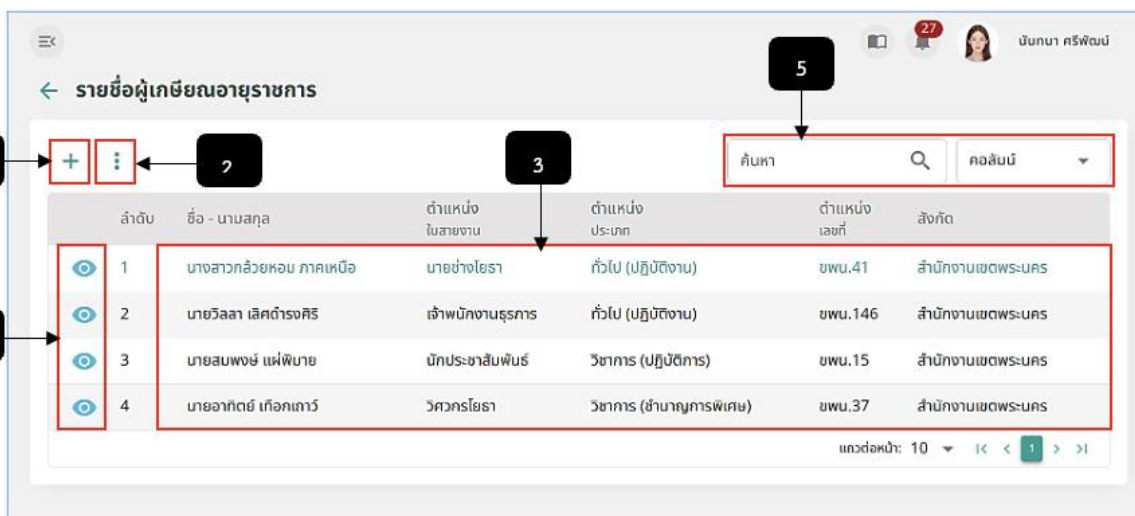 27
นันทนา ศรีพัฒน์
5
รายชื่อผู้เกษียณอายุราชการ
2
3
ค้นหา
คอลัมน์
ลำดับ ชื่อ - นามสกุล ตำแหน่ง ตำแหน่ง ตำแหน่ง สังกัด
ในสายงาน ประเภท เลขที่
1 นางสาวกล้วยหอม ภาคเหนือ นายช่างโยธา ทั่วไป (ปฏิบัติงาน) ขพน.41 สำนักงานเขตพระนคร
2 นายวิลลา เลิศดำรงศิริ เจ้าพนักงานธุรการ ทั่วไป (ปฏิบัติงาน) ขพน.146 สำนักงานเขตพระนคร
3 นายสมพงษ์ แผ่พิมาย นักประชาสัมพันธ์ วิชาการ (ปฏิบัติการ) ขพน.15 สำนักงานเขตพระนคร
4 นายอาทิตย์ เทือกเถาว์ วิศวกรโยธา วิชาการ (ชำนาญการพิเศษ) ขพน.37 สำนักงานเขตพระนคร
แถวต่อหน้า: 10 1